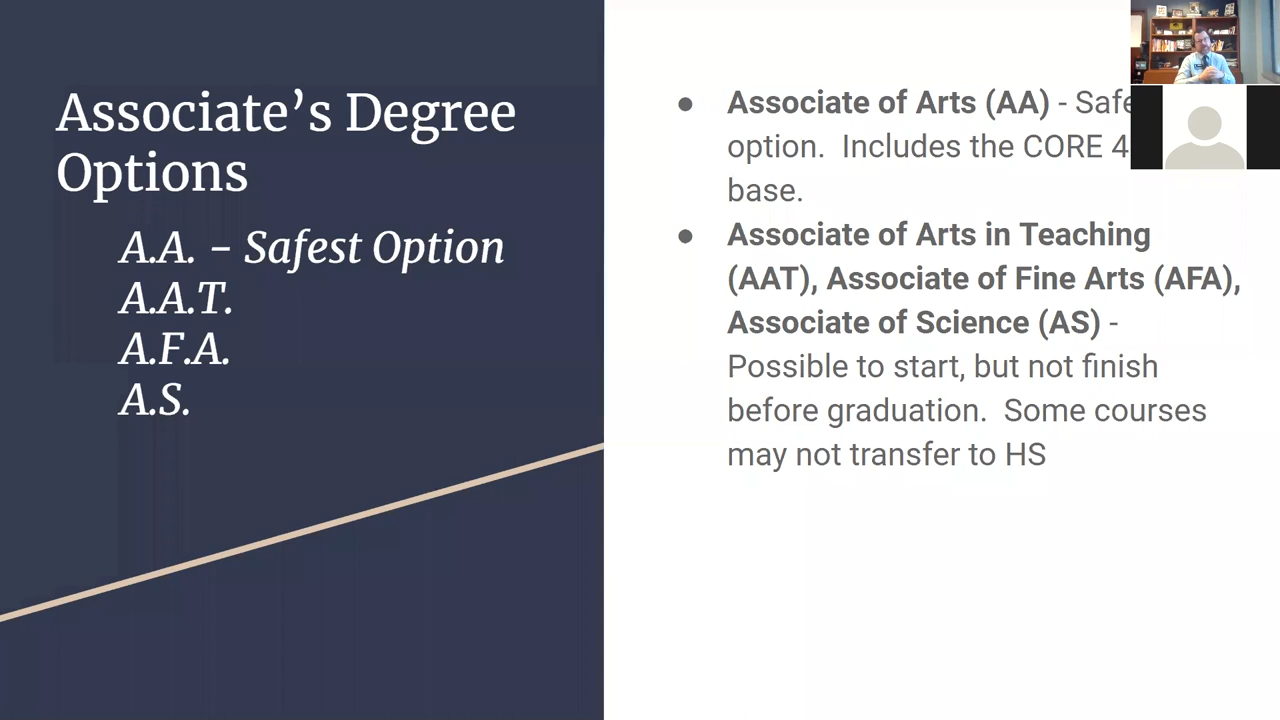 Associate’s Degree
Options
A.A. - Safest Option
A.A.T.
A.F.A.
A.S.
● Associate of Arts (AA) -
option. Includes the CORE
base.
● Associate of Arts in Teaching
(AAT), Associate of Fine Arts (AFA),
Associate of Science (AS) -
Possible to start, but not finish
before graduation. Some courses
may not transfer to HS